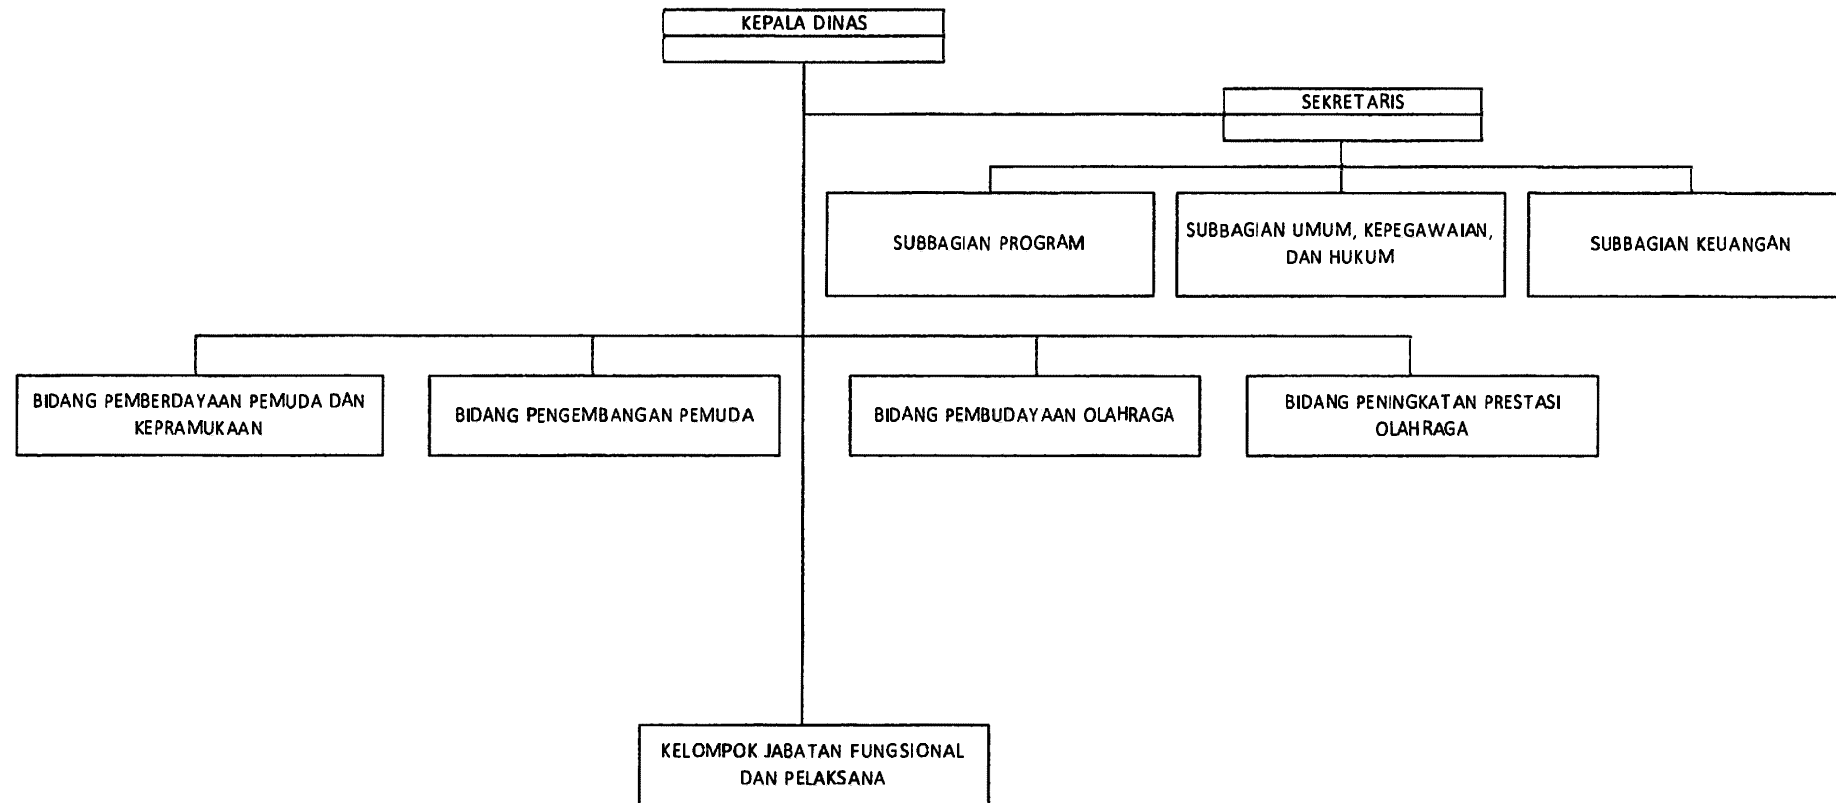 KEPALA DINAS
SEKRETARIS
SUBBAGIAN PROGRAM
SUBBAGIAN UMUM, KEPEGAWAIAN,
DAN HUKUM
SUBBAGIAN KEUANGAN
BIDANG PEMBERDAYAAN PEMUDA DAN
KEPRAMUKAAN
BIDANG PENGEMBANGAN PEMUDA
BIDANG PEMBUDAYAAN OLAHRAGA
BIDANG PENINGKATAN PRESTASI
OLAHRAGA
KELOMPOK JABATAN FUNGSIONAL
DAN PELAKSANA